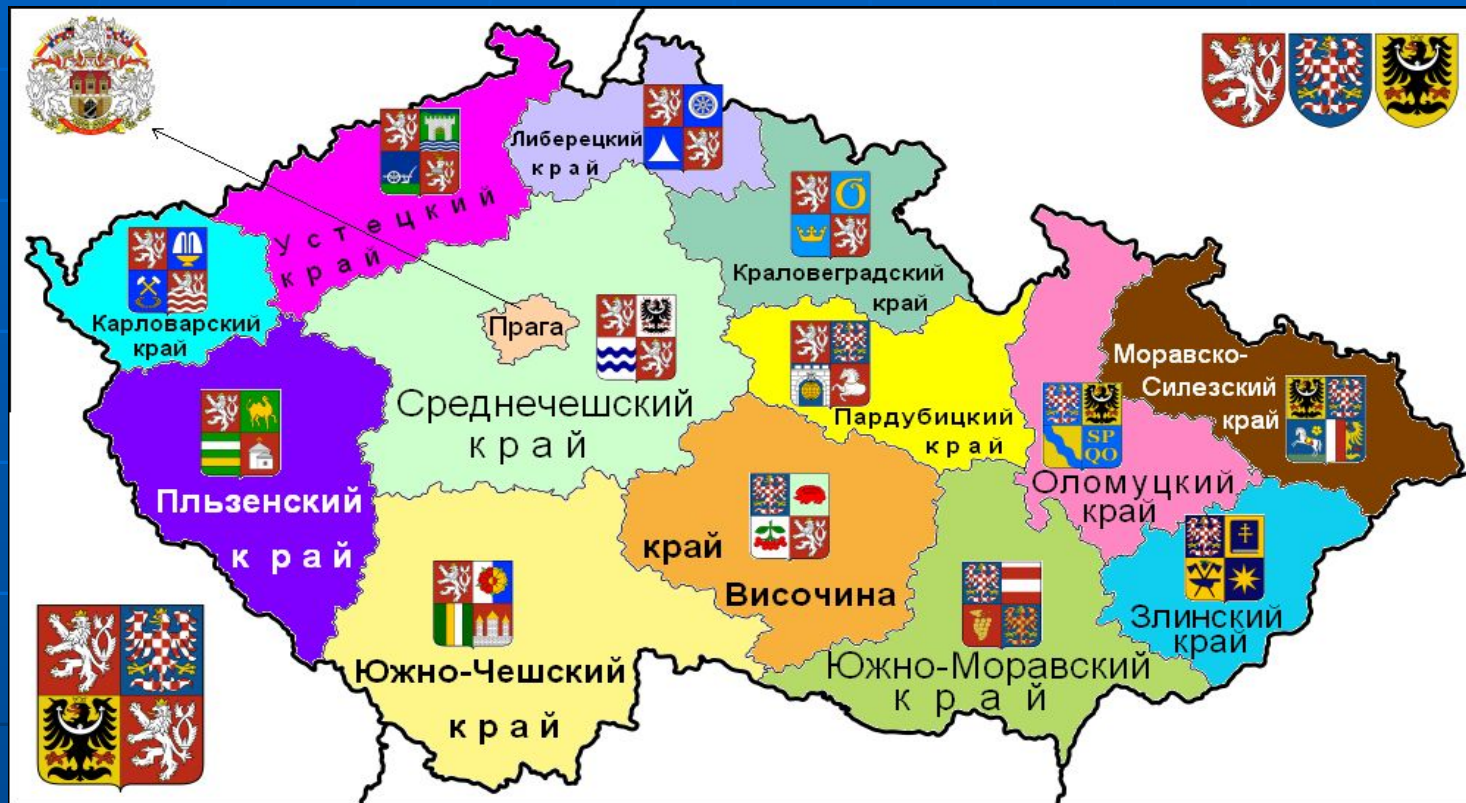 Либерецкий
край
Устецкий
край
Краловеградский
край
Карловарский
край
Прага
Моравско-
Силезский
край
Среднечешский
край
Пардубицкий
край
SP
QO
Оломуцкий
край
Пльзенский
край
край
Височина
Злинский
край
Южно-Чешский
край
Южно-Моравский
край